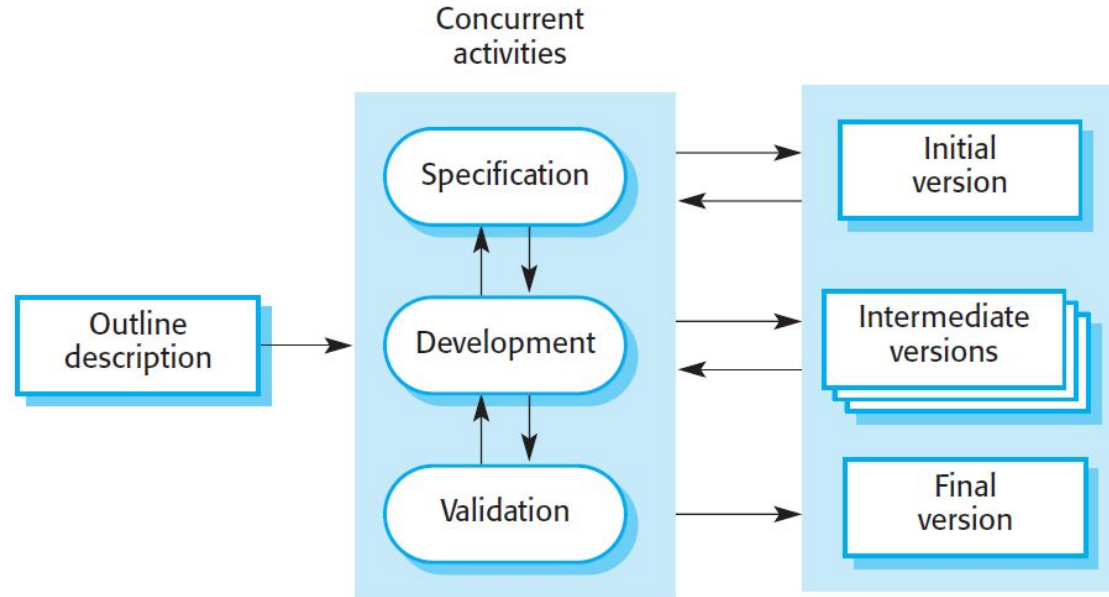 Concurrent
activities
Outline
description
Specification
Development
Validation
Initial
version
Intermediate
versions
Final
version